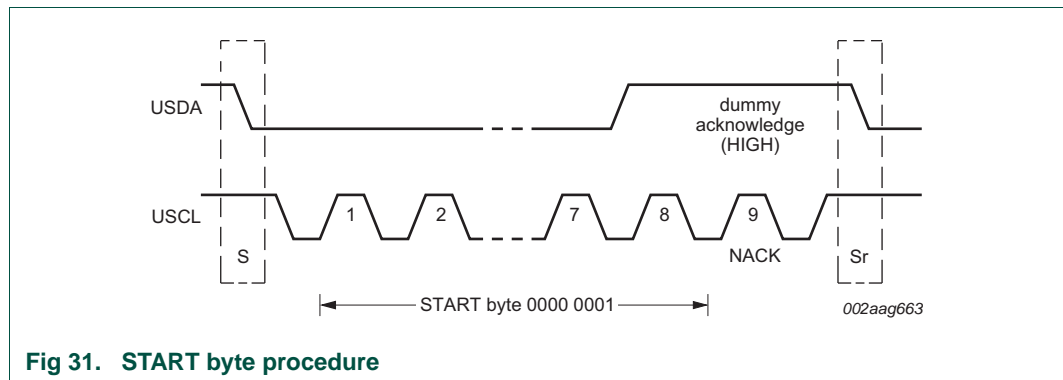 USDA
dummy
acknowledge
(HIGH)
USCL
1
2
7
8
9
S
NACK
Sr
START byte 0000 0001
002aag663
Fig 31. START byte procedure